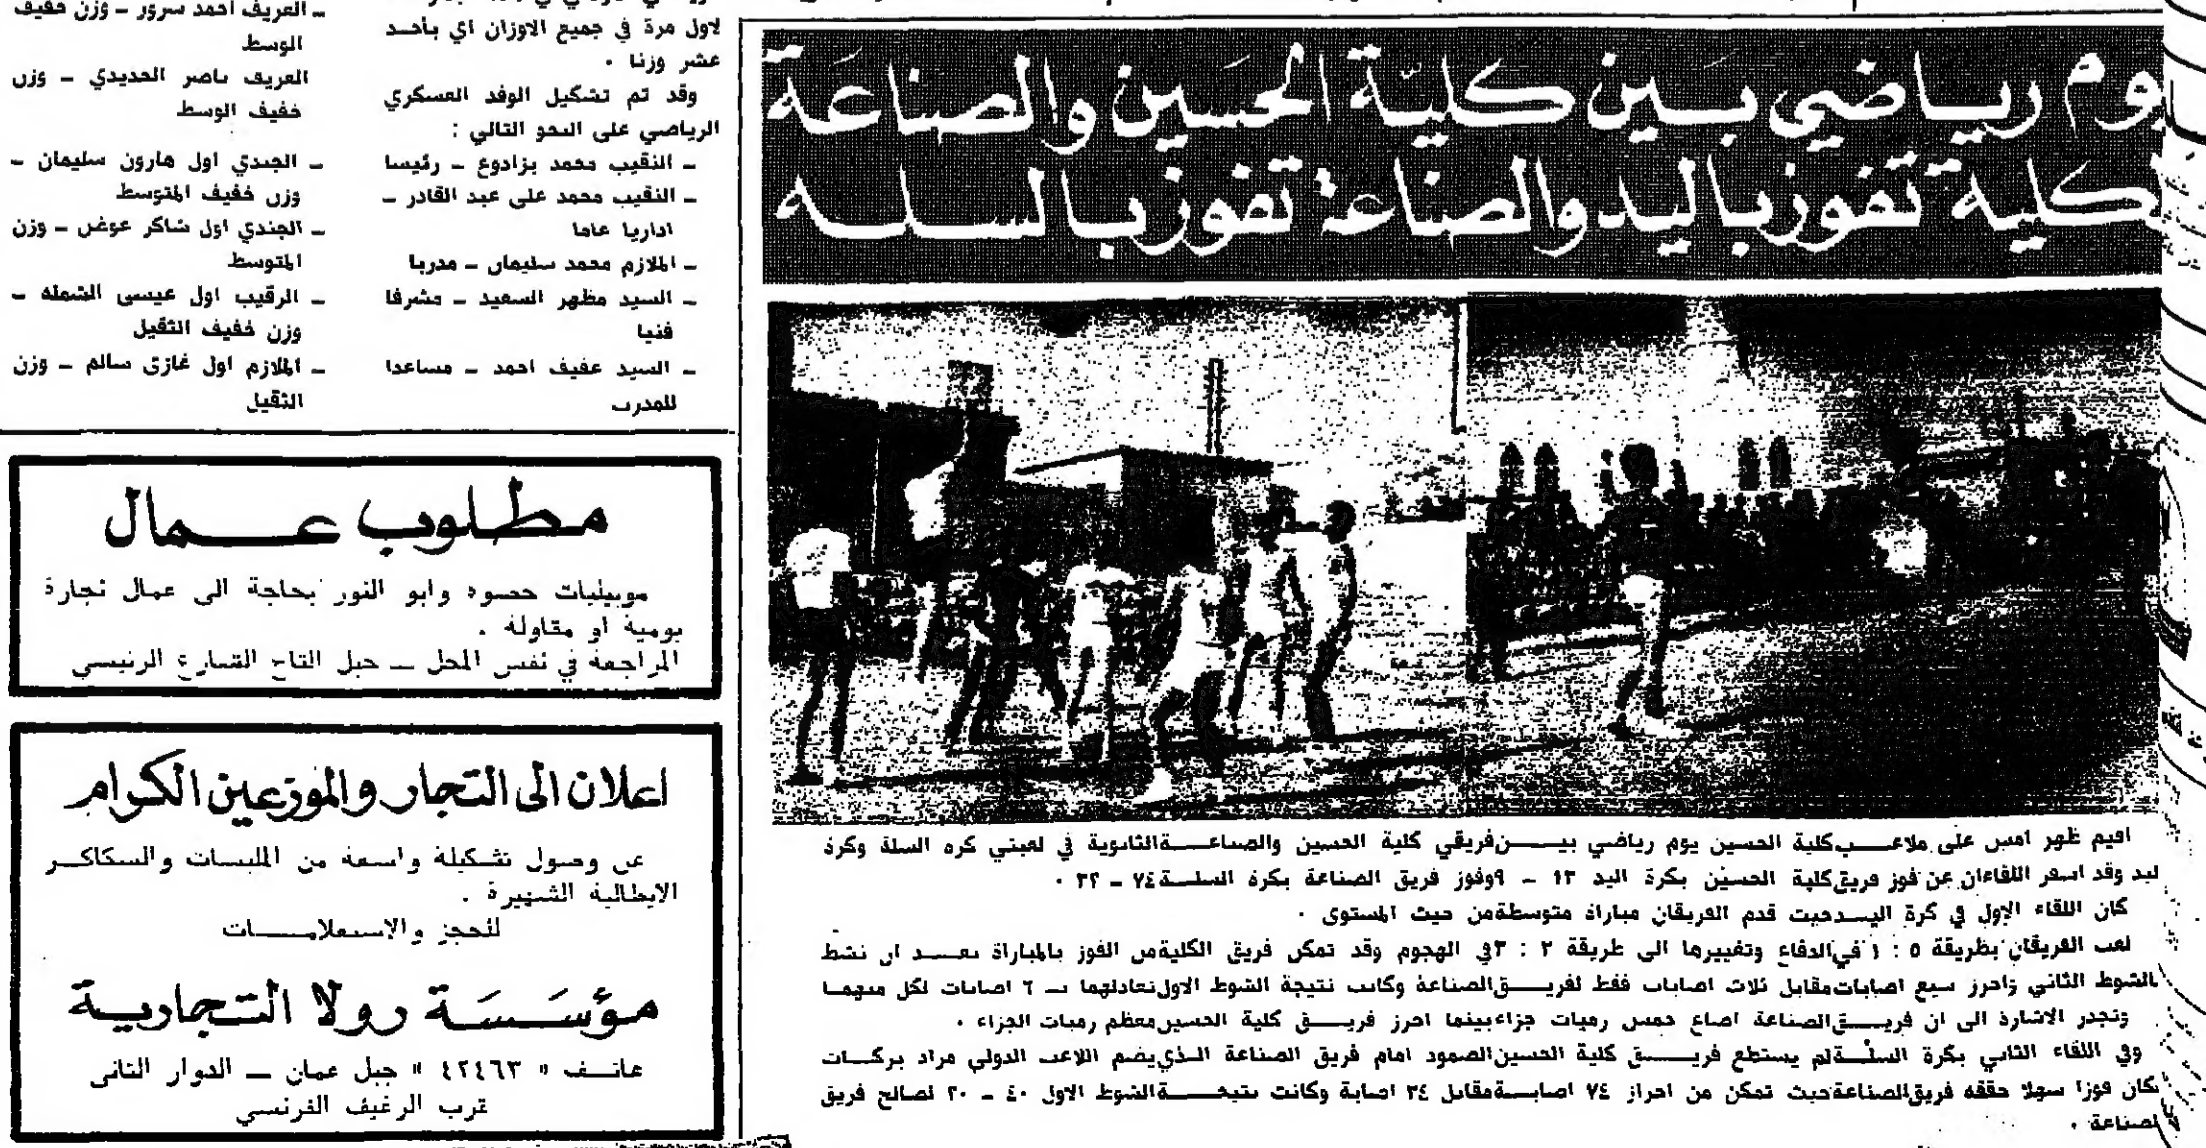 يوم رياضي بين كلية الحسين والصناعة
الكلية تفوز باليد والصناعة تفوز بالسلة
اقيم ظهر امس على ملاعب كلية الحسين يوم رياضي بين فريقي كلية الحسين والصناعة الثانوية في لعبتي كره السلة وكرة
ليد وقد اسفر اللقاءان عن فوز فريق كلية الحسين بكرة اليد ١٣ - ٩ وفوز فريق الصناعة بكرة السلة ٧٤ - ٣٢ .
كان اللقاء الاول في كرة اليد حيث قدم الفريقان مباراة متوسطة من حيث المستوى .
لعب الفريقان بطريقة ٥ : ١ في الدفاع وتغييرها الى طريقة ٢ : ٣ في الهجوم وقد تمكن فريق الكلية من الفوز بالمباراة بعد ان نشط
بالشوط الثاني واحرز سبع اصابات مقابل ثلاث اصابات فقط لفريق الصناعة وكانت نتيجة الشوط الاول تعادلهما بـ ٦ اصابات لكل منهما
وتجدر الاشارة الى ان فريق الصناعة اضاع خمس رميات جزاء بينما احرز فريق كلية الحسين معظم رميات الجزاء .
وفي اللقاء الثاني بكرة السلة لم يستطع فريق كلية الحسين الصمود امام فريق الصناعة الذي يضم اللاعب الدولي مراد بركات
فكان فوزا سهلا حققه فريق الصناعة حيث تمكن من احراز ٧٤ اصابة مقابل ٣٤ اصابة وكانت نتيجة الشوط الاول ٤٠ - ٢٠ لصالح فريق
لصناعة .
لاول مرة في جميع الاوزان اي بأحد
عشر وزنا .
وقد تم تشكيل الوفد العسكري
الرياضي على النحو التالي :
- النقيب محمد بزادوع - رئيسا
- النقيب محمد علي عبد القادر -
اداريا عاما
- الملازم محمد سليمان - مدربا
- السيد مظهر السعيد - مشرفا
فنيا
- السيد عفيف احمد - مساعدا
للمدرب
- العريف احمد سرور - وزن خفيف
الوسط
العريف ناصر الحديدي - وزن
خفيف الوسط
- الجندي اول هارون سليمان -
وزن خفيف المتوسط
- الجندي اول شاكر عوض - وزن
المتوسط
- الرقيب اول عيسى الشمله -
وزن خفيف الثقيل
- الملازم اول غازي سالم - وزن
الثقيل
مطلوب عمال
موبيليات حصوه وابو النور بحاجة الى عمال نجارة
يومية او مقاولة .
المراجعة في نفس المحل — جبل التاج الشارع الرئيسي
اعلان الى التجار والموزعين الكرام
عن وصول تشكيلة واسعة من الملبسات والسكاكر
الايطالية الشهيرة .
للحجز والاستعلامات
مؤسسة رولا التجارية
هاتف " ٤٢٤٦٣ " جبل عمان — الدوار الثاني
قرب الرغيف الفرنسي